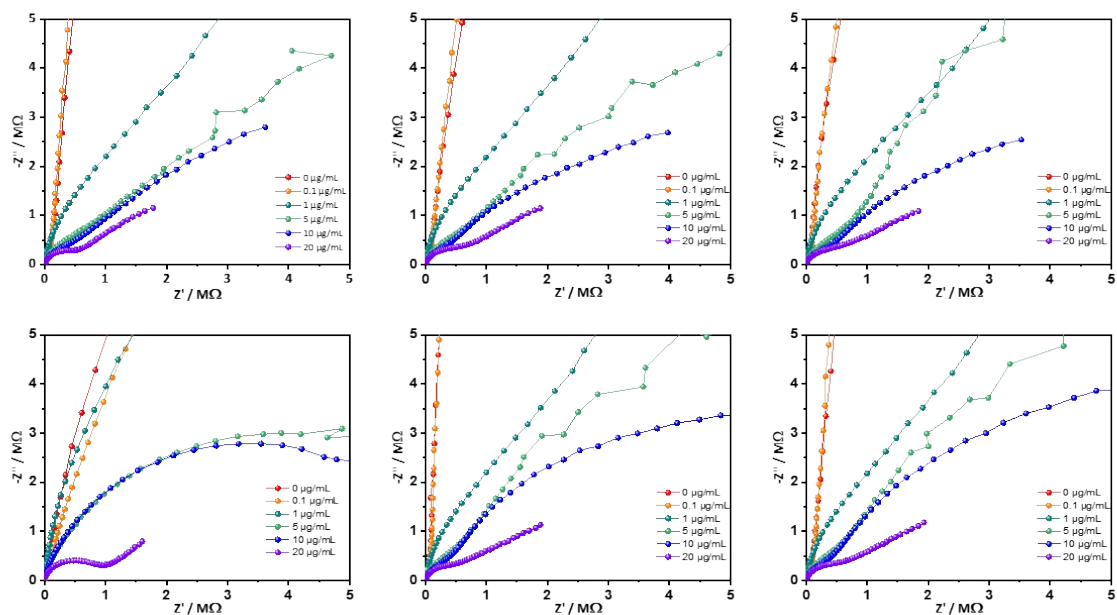 -Z'' / MΩ
5
4
3
2
1
0
0 µg/mL
0.1 µg/mL
1 µg/mL
5 µg/mL
10 µg/mL
20 µg/mL
0 1 2 3 4 5
Z' / MΩ
-Z'' / MΩ
5
4
3
2
1
0
0 µg/mL
0.1 µg/mL
1 µg/mL
5 µg/mL
10 µg/mL
20 µg/mL
0 1 2 3 4 5
Z' / MΩ
-Z'' / MΩ
5
4
3
2
1
0
0 µg/mL
0.1 µg/mL
1 µg/mL
5 µg/mL
10 µg/mL
20 µg/mL
0 1 2 3 4 5
Z' / MΩ
-Z'' / MΩ
5
4
3
2
1
0
0 µg/mL
0.1 µg/mL
1 µg/mL
5 µg/mL
10 µg/mL
20 µg/mL
0 1 2 3 4 5
Z' / MΩ
-Z'' / MΩ
5
4
3
2
1
0
0 µg/mL
0.1 µg/mL
1 µg/mL
5 µg/mL
10 µg/mL
20 µg/mL
0 1 2 3 4 5
Z' / MΩ
-Z'' / MΩ
5
4
3
2
1
0
0 µg/mL
0.1 µg/mL
1 µg/mL
5 µg/mL
10 µg/mL
20 µg/mL
0 1 2 3 4 5
Z' / MΩ